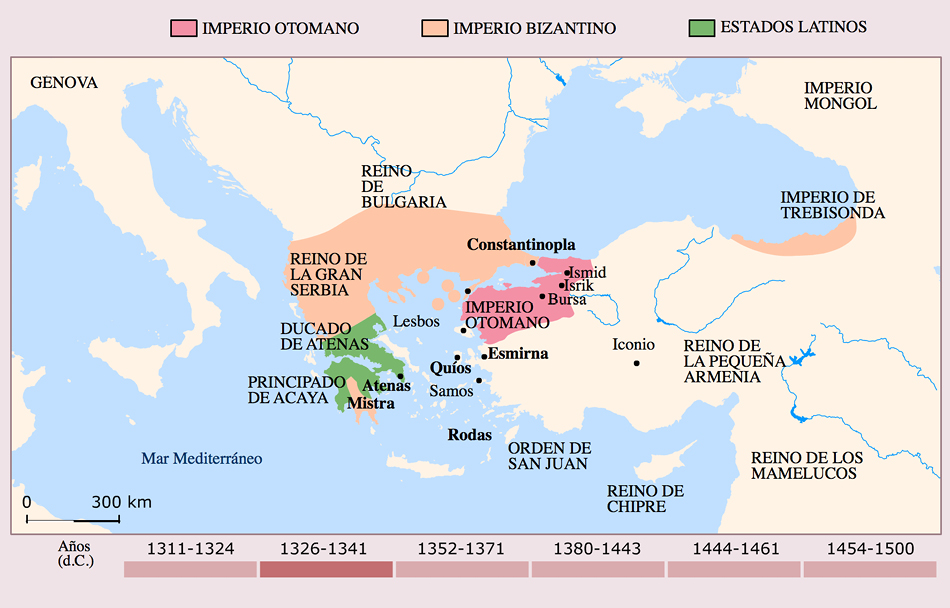 IMPERIO OTOMANO
IMPERIO BIZANTINO
ESTADOS LATINOS
GENOVA
IMPERIO
MONGOL
REINO
DE
BULGARIA
IMPERIO DE
TREBISONDA
Constantinopla
REINO DE
LA GRAN
SERBIA
Ismid
Isrik
Bursa
IMPERIO
OTOMANO
Lesbos
DUCADO
DE ATENAS
Iconio
REINO DE
LA PEQUEÑA
ARMENIA
Esmirna
Quíos
PRINCIPADO
DE ACAYA
Atenas
Samos
Mistra
Rodas
ORDEN DE
SAN JUAN
Mar Mediterráneo
REINO DE LOS
MAMELUCOS
REINO DE
CHIPRE
0 300 km
Años
(d.C.)
1311-1324
1326-1341
1352-1371
1380-1443
1444-1461
1454-1500